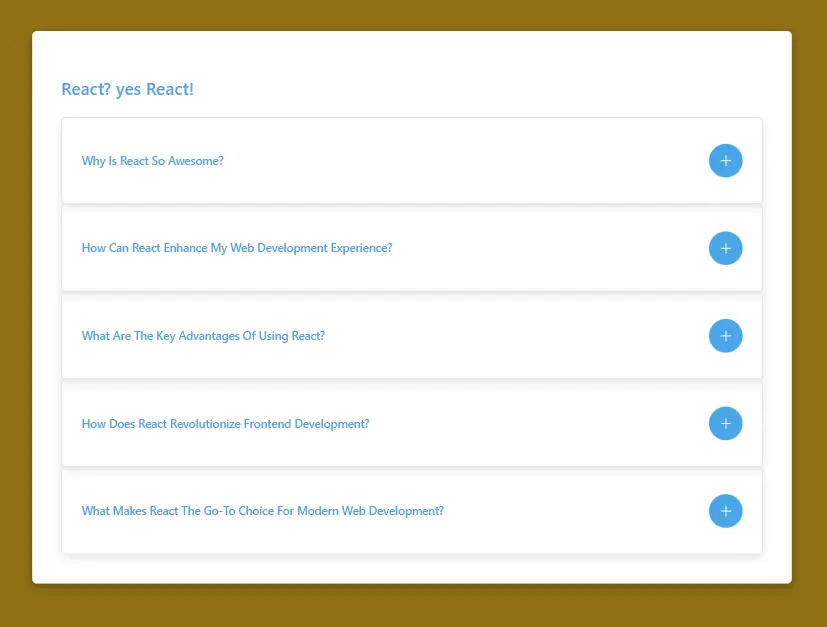 React? yes React!
Why Is React So Awesome?
How Can React Enhance My Web Development Experience?
What Are The Key Advantages Of Using React?
How Does React Revolutionize Frontend Development?
What Makes React The Go-To Choice For Modern Web Development?